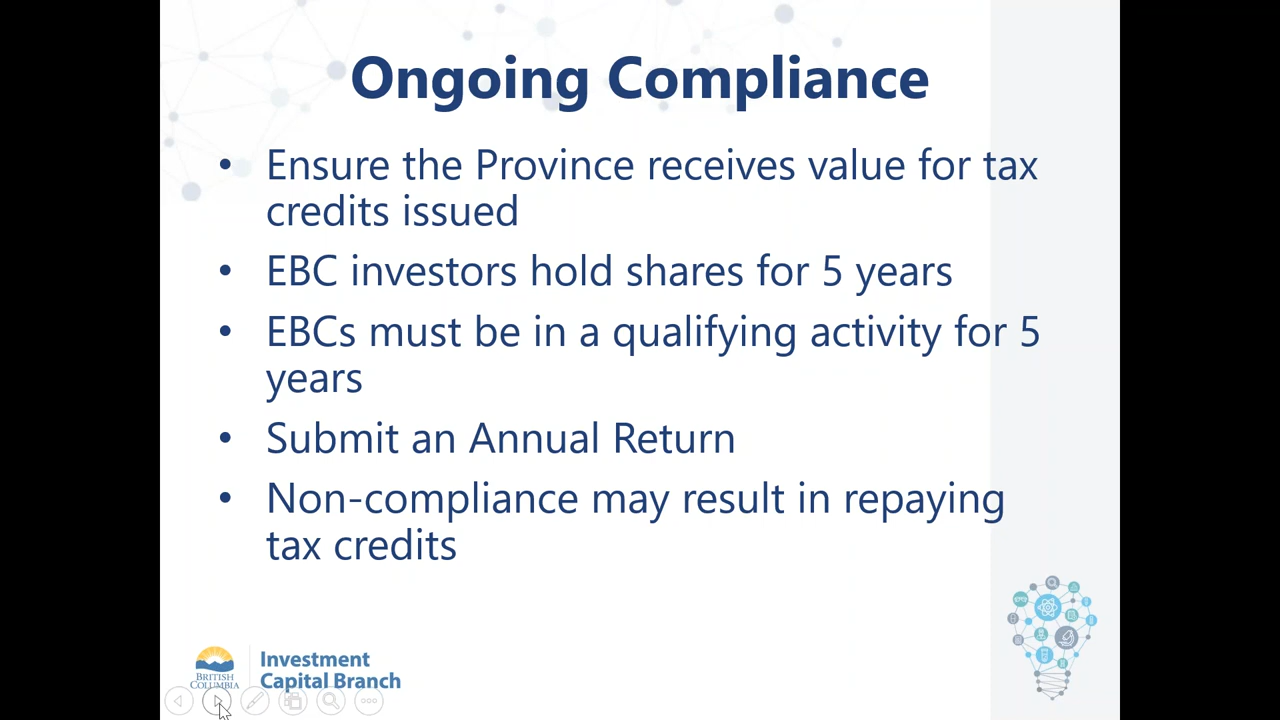 Ongoing Compliance
• Ensure the Province receives value for tax
credits issued
• EBC investors hold shares for 5 years
• EBCs must be in a qualifying activity for 5
years
• Submit an Annual Return
• Non-compliance may result in repaying
tax credits
BRITISH
COLUMBIA
Investment
Capital Branch